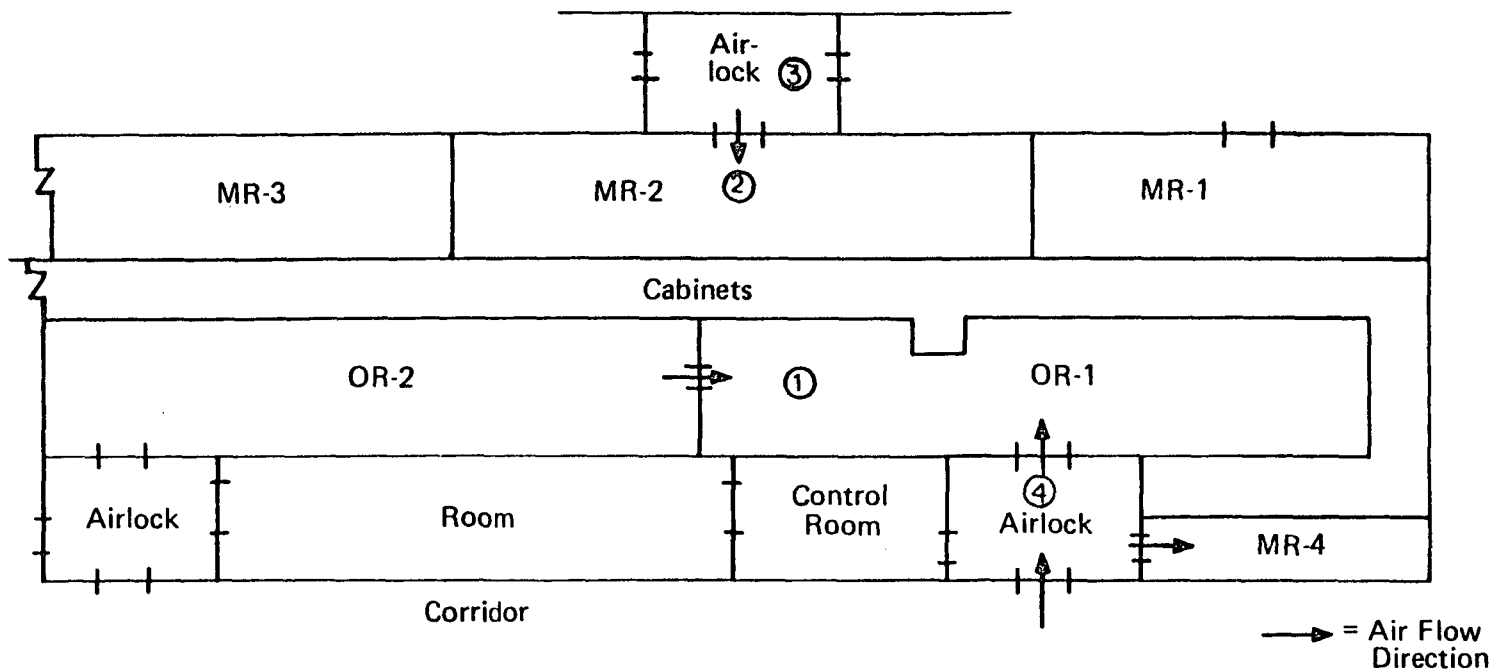 Air-
lock ③
MR-3
MR-2 ②
MR-1
Cabinets
OR-2
①
OR-1
Airlock
Room
Control
Room
④
Airlock
MR-4
Corridor
= Air Flow
Direction